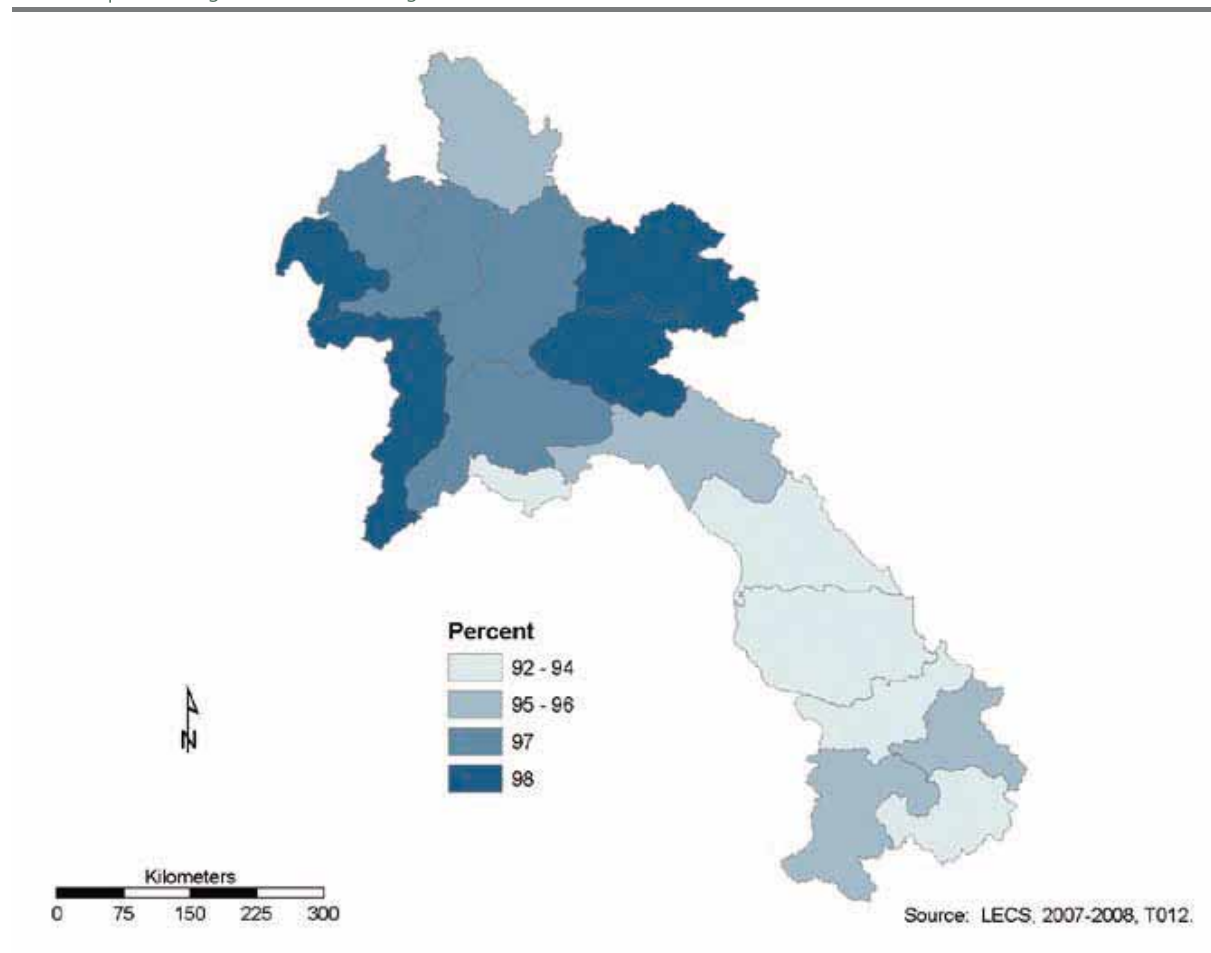 Percent
92 - 94
95 - 96
97
98
N
Kilometers
0 75 150 225 300
Source: LECS, 2007-2008, T012.